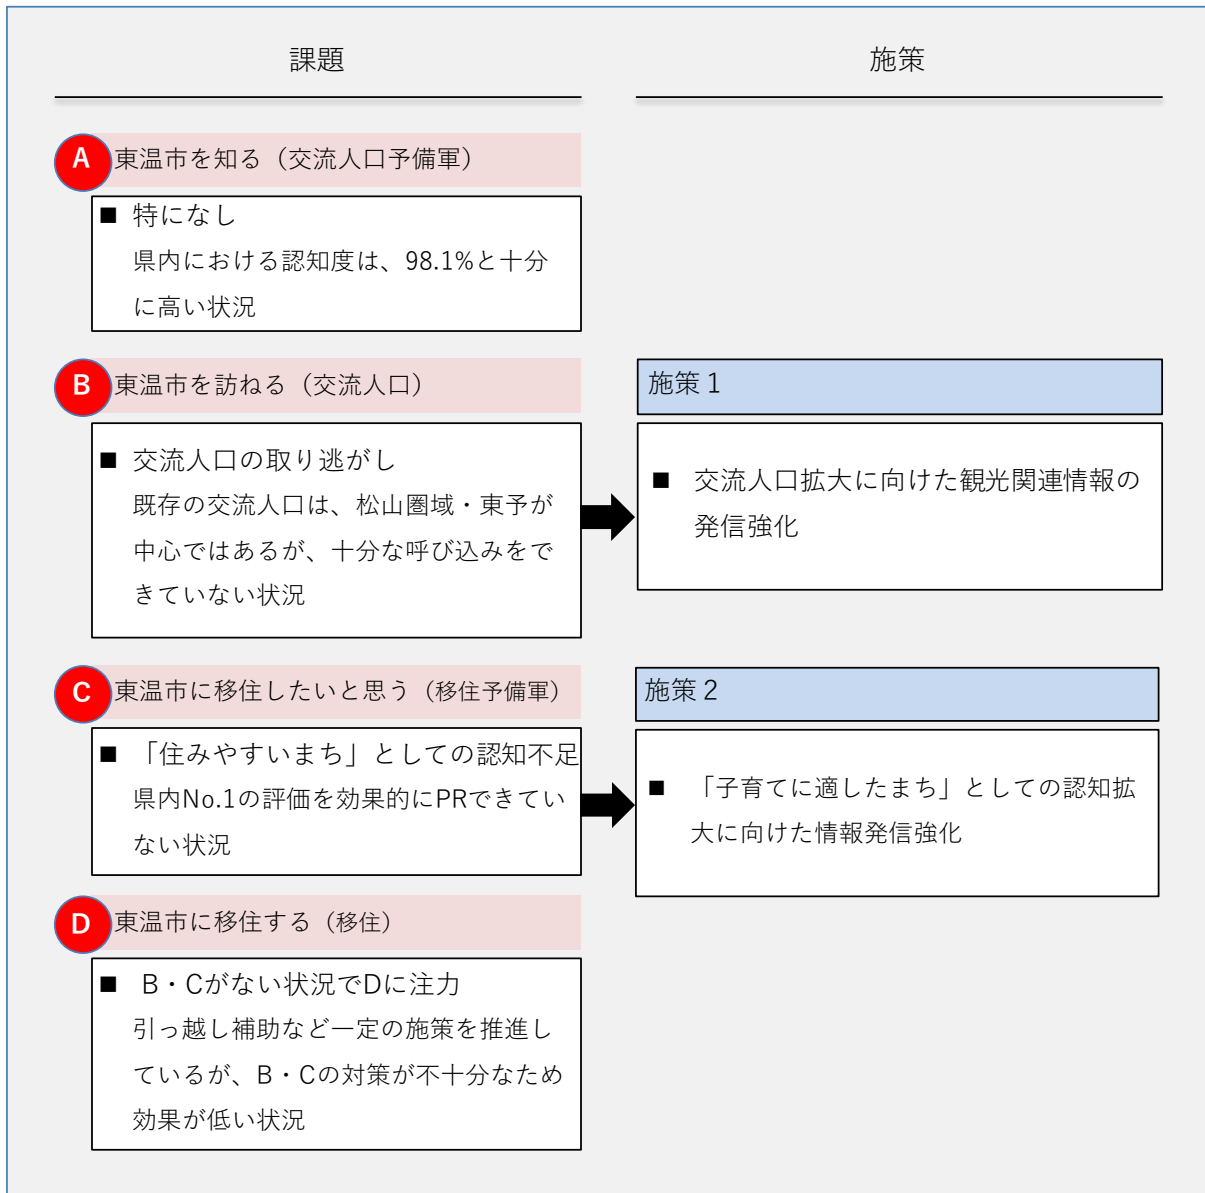 課題
施策
A 東温市を知る（交流人口予備軍）
■ 特になし
県内における認知度は、98.1%と十分
に高い状況
B 東温市を訪ねる（交流人口）
■ 交流人口の取り逃がし
既存の交流人口は、松山圏域・東予が
中心ではあるが、十分な呼び込みをで
きていない状況
施策１
■ 交流人口拡大に向けた観光関連情報の
発信強化
C 東温市に移住したいと思う（移住予備軍）
■ 「住みやすいまち」としての認知不足
県内No.1の評価を効果的にPRできてい
ない状況
施策２
■ 「子育てに適したまち」としての認知拡
大に向けた情報発信強化
D 東温市に移住する（移住）
■ B・Cがない状況でDに注力
引っ越し補助など一定の施策を推進し
ているが、B・Cの対策が不十分なため
効果が低い状況